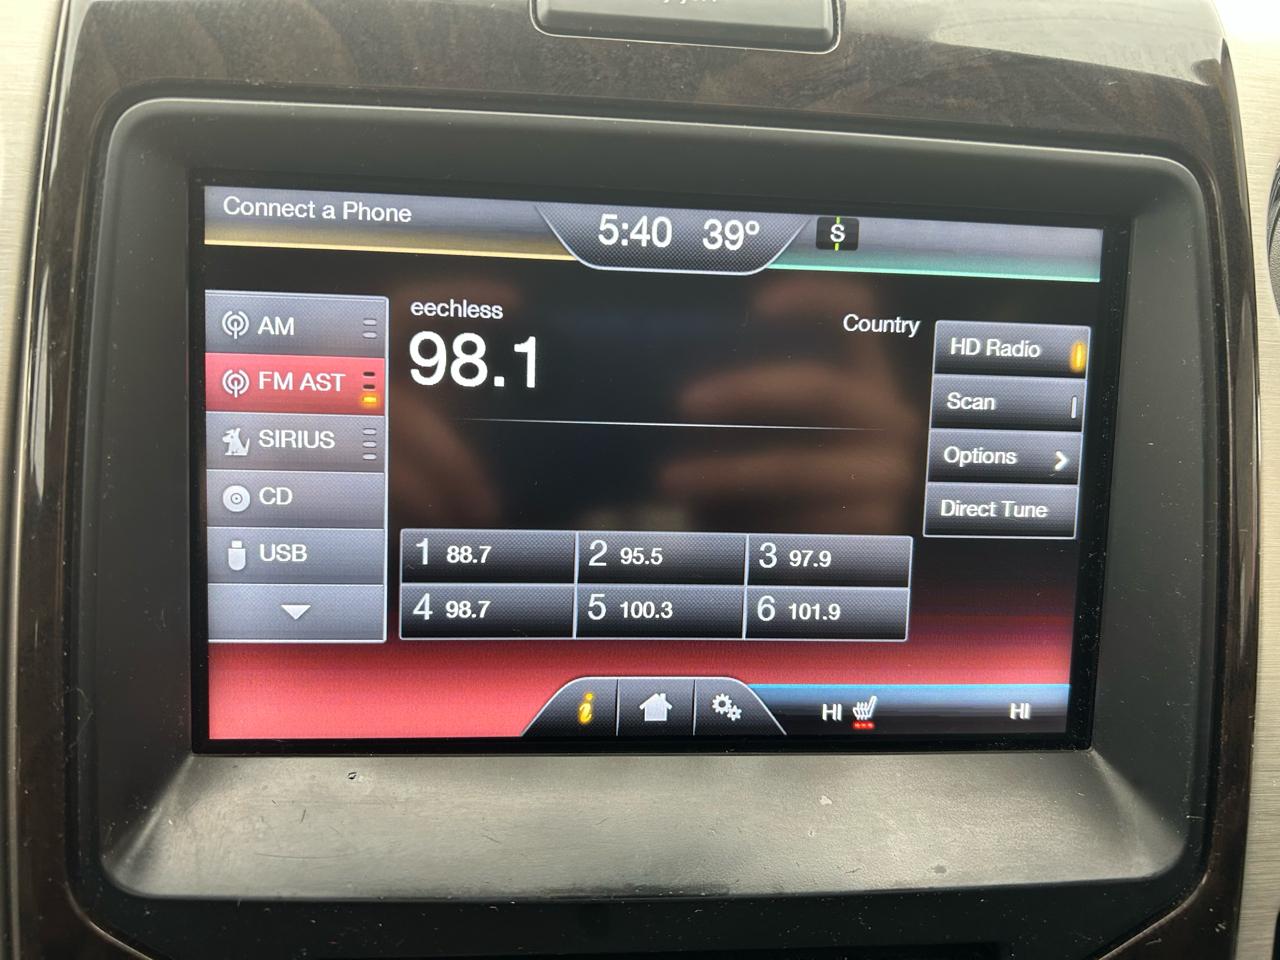 Connect a Phone
5:40 39° S
AM
FM AST
SIRIUS
CD
USB
eechless
98.1
Country
HD Radio
Scan
Options
Direct Tune
1 88.7 2 95.5 3 97.9
4 98.7 5 100.3 6 101.9
i
HI HI